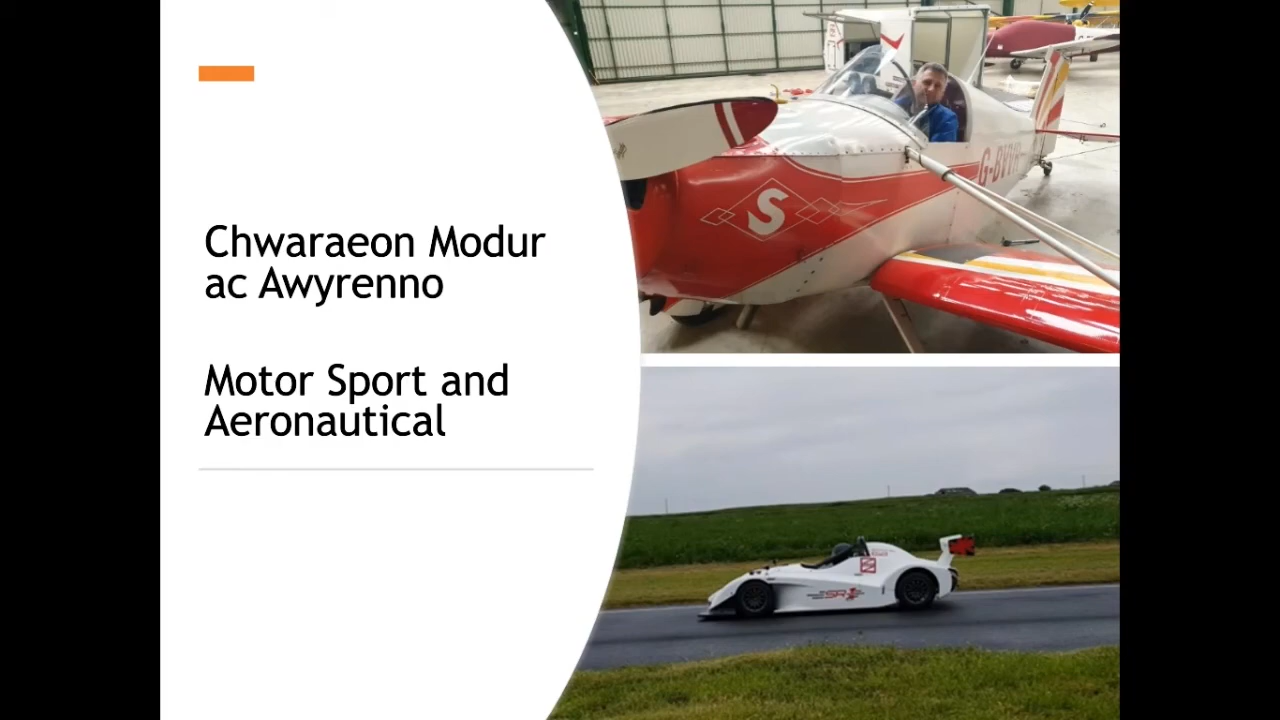 Chwaraeon Modur
ac Awyrenno
Motor Sport and
Aeronautical
S